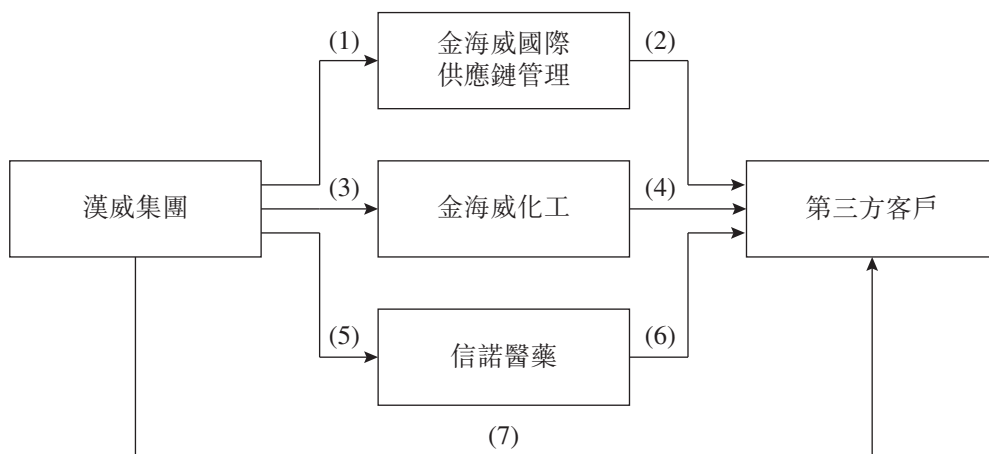 (1)
金海威國際
供應鏈管理
(2)
漢威集團
(3)
金海威化工
(4)
第三方客戶
(5)
信諾醫藥
(6)
(7)